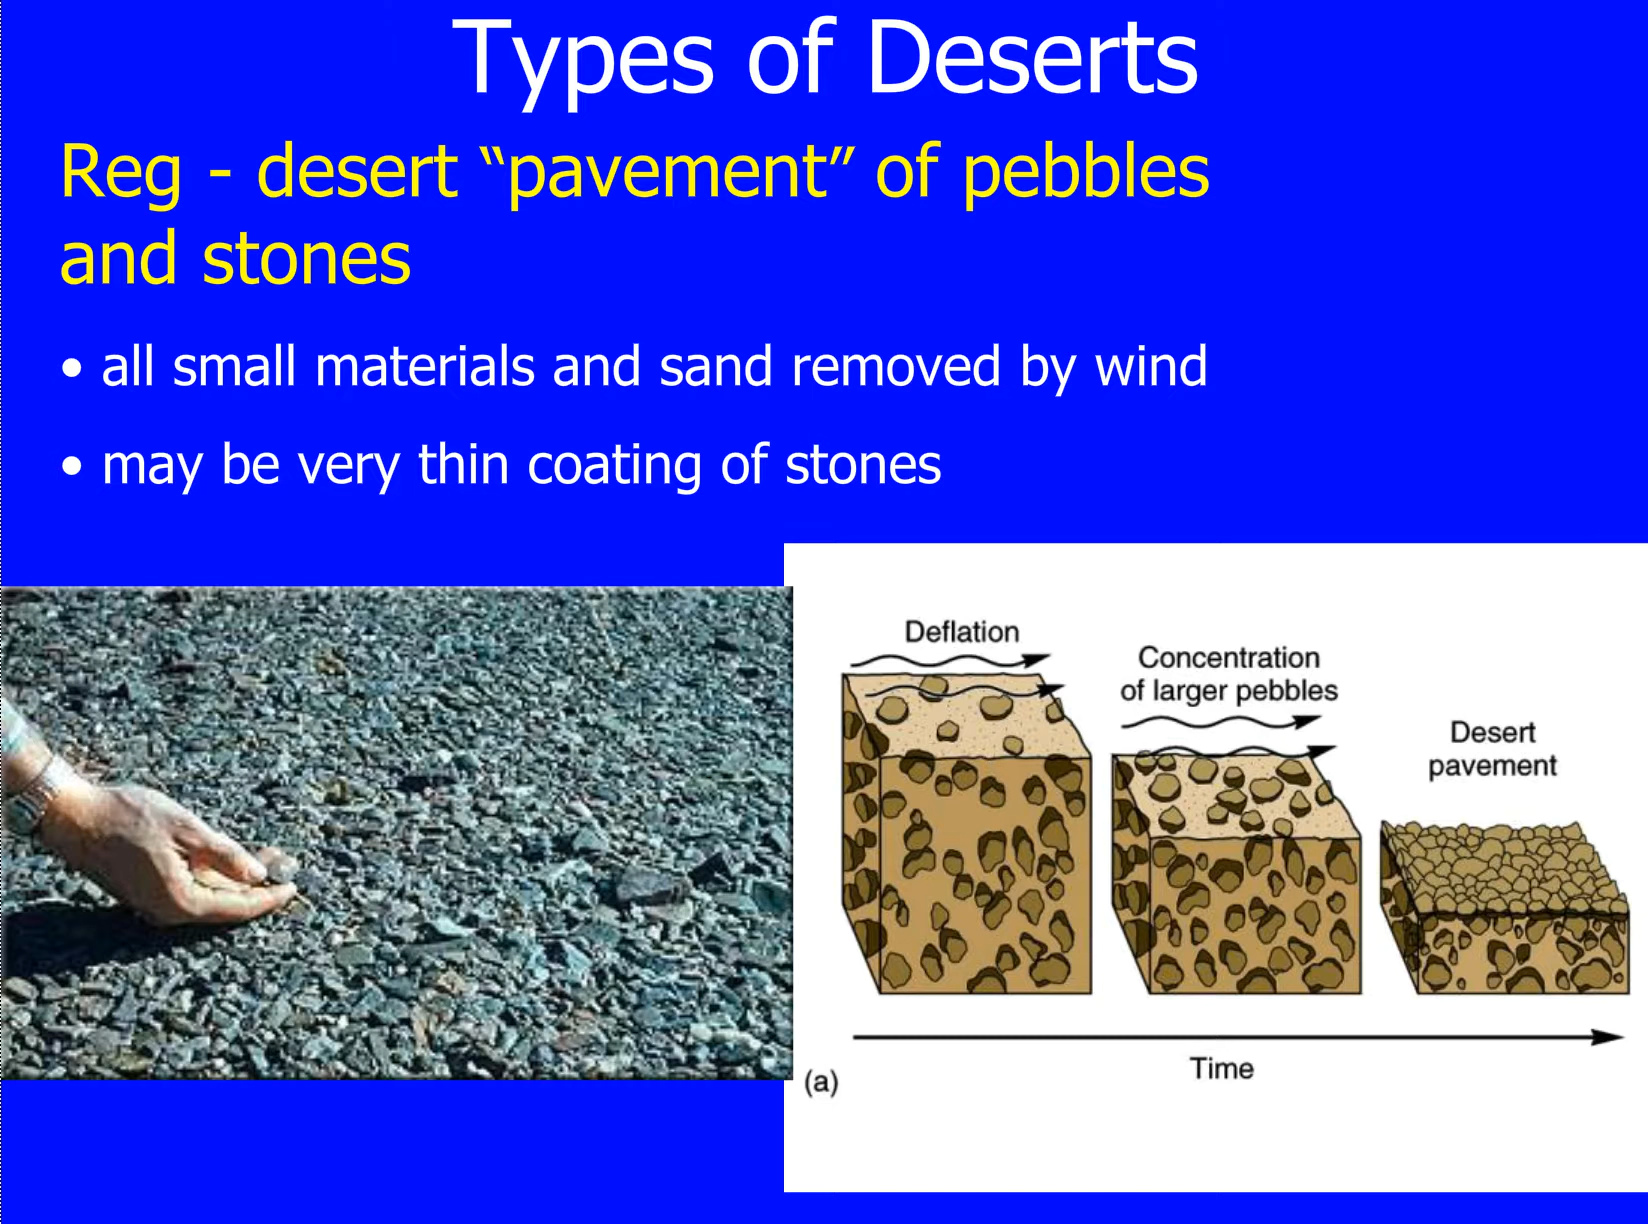 Types of Deserts
Reg - desert “pavement” of pebbles
and stones
• all small materials and sand removed by wind
• may be very thin coating of stones
Deflation
Concentration
of larger pebbles
Desert
pavement
Time
(a)